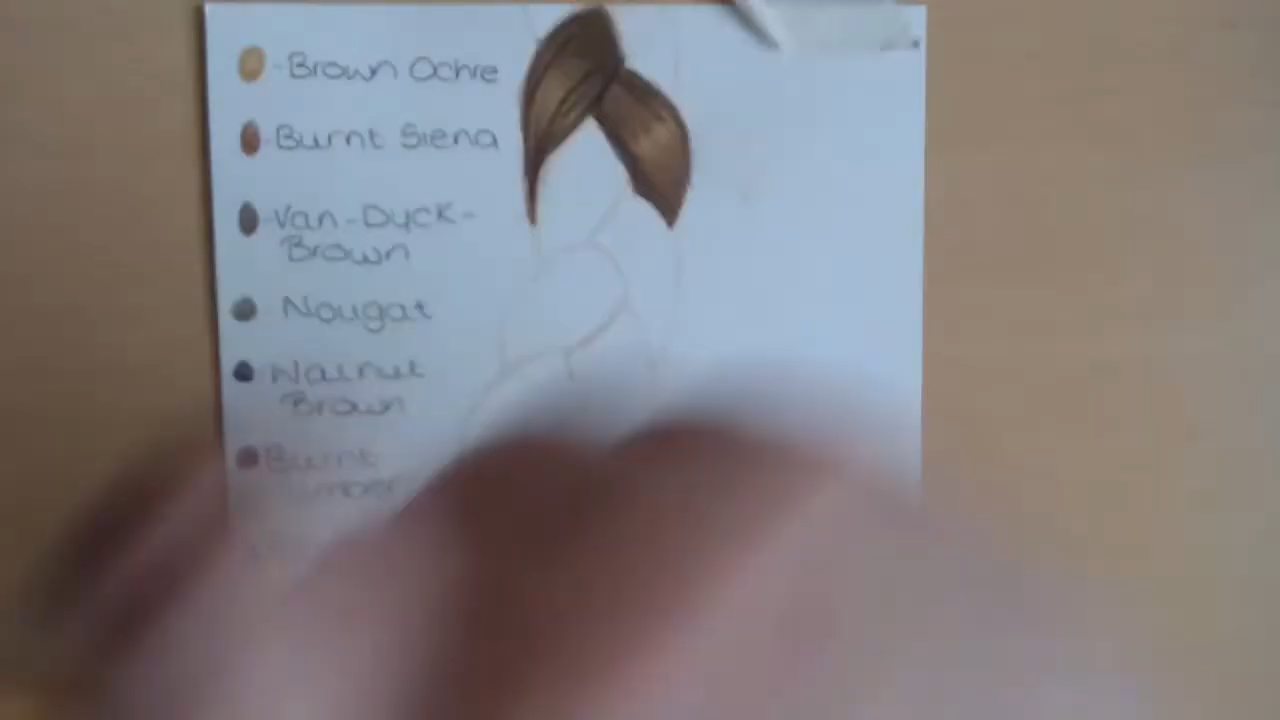 -Brown Ochre
Burnt Siena
Van-Dyck-
Brown
Nougat
Walnut
Brown
Burnt